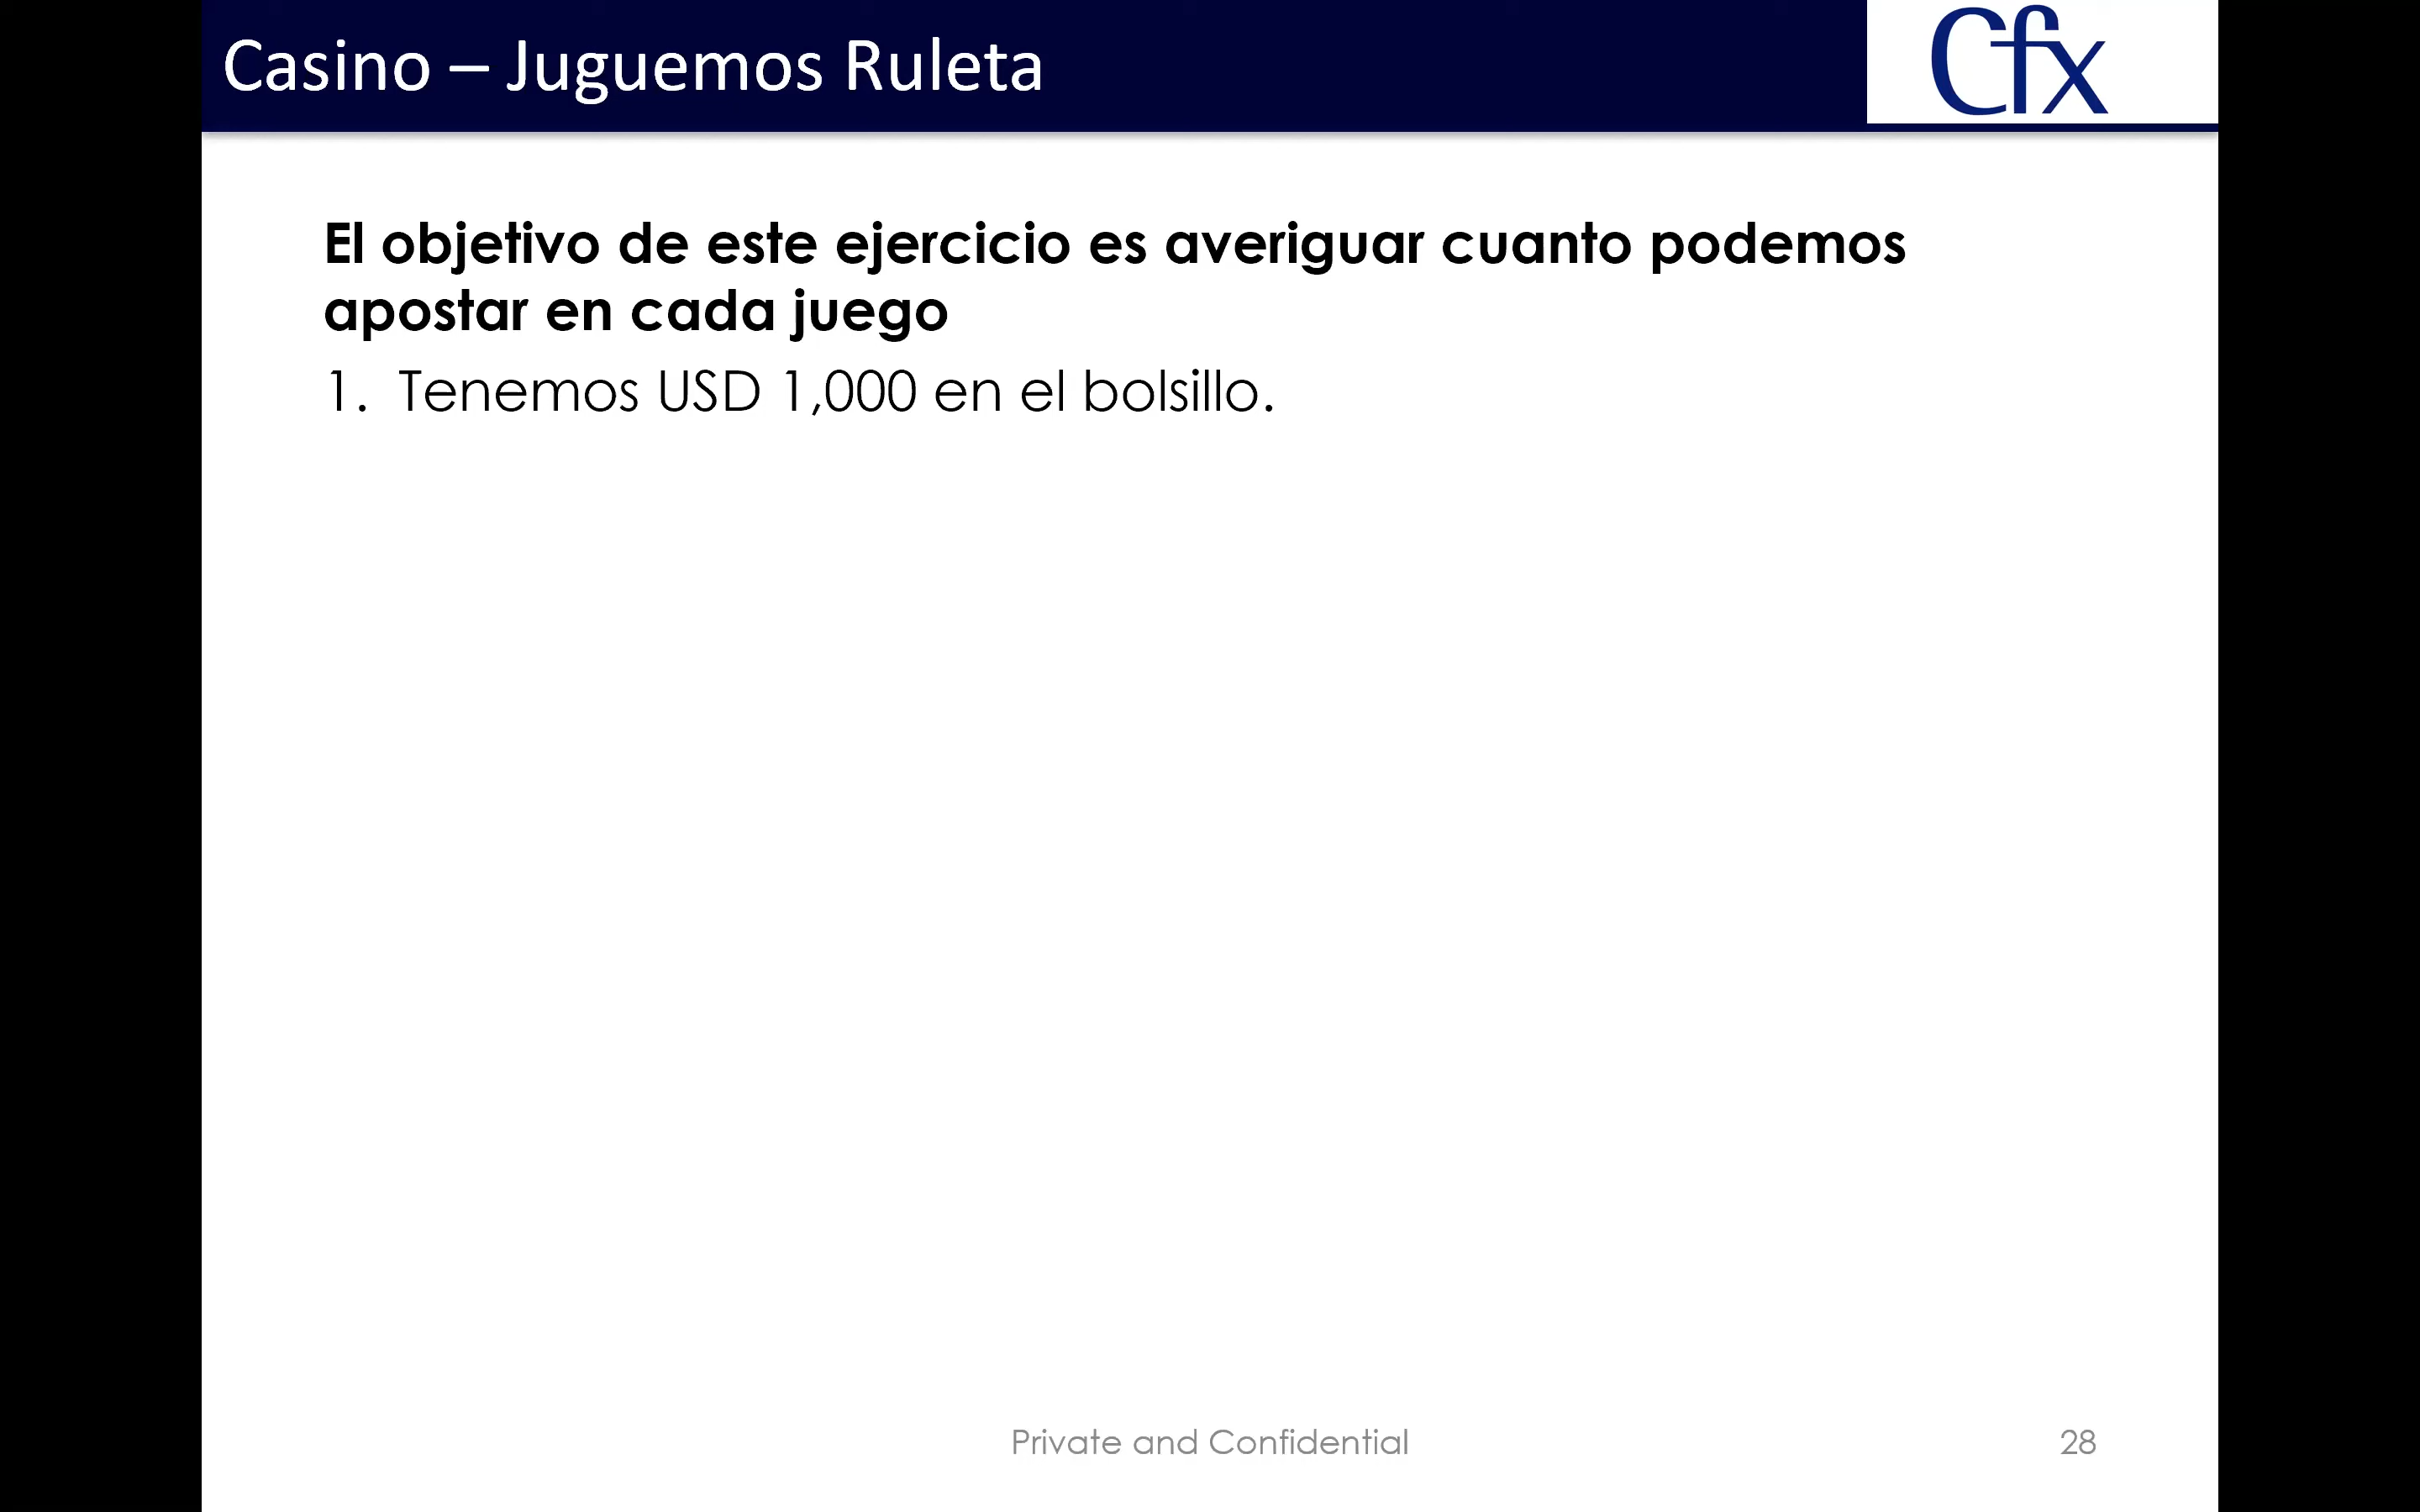 Casino – Juguemos Ruleta
Cfx
El objetivo de este ejercicio es averiguar cuanto podemos
apostar en cada juego
1. Tenemos USD 1,000 en el bolsillo.
Private and Confidential
28